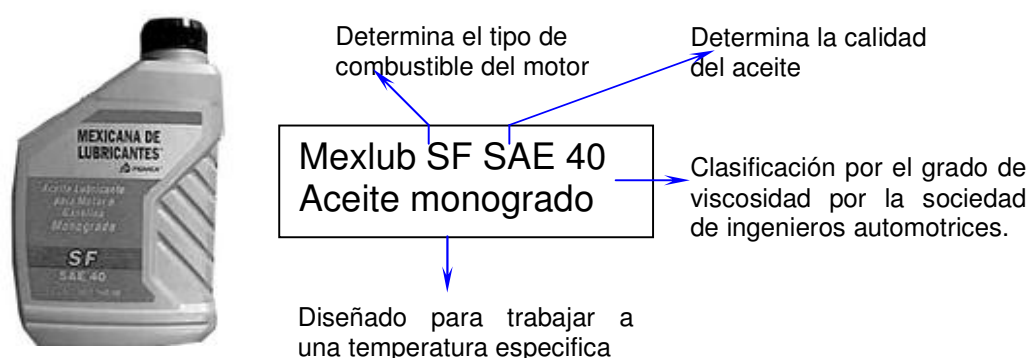 Determina el tipo de
combustible del motor
Determina la calidad
del aceite
MEXICANA DE
LUBRICANTES
PEMEX
Aceite Lubricante
para Motor a
Gasolina
Monogrado
SF
SAE 40
Mexlub SF SAE 40
Aceite monogrado
Clasificación por el grado de
viscosidad por la sociedad
de ingenieros automotrices.
Diseñado para trabajar a
una temperatura especifica